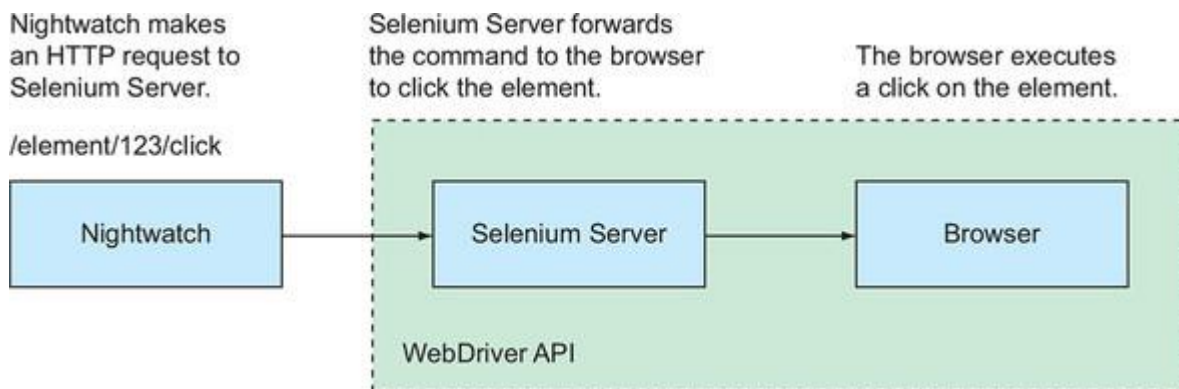 Nightwatch makes
an HTTP request to
Selenium Server.
/element/123/click
Selenium Server forwards
the command to the browser
to click the element.
The browser executes
a click on the element.
Nightwatch
Selenium Server
Browser
WebDriver API